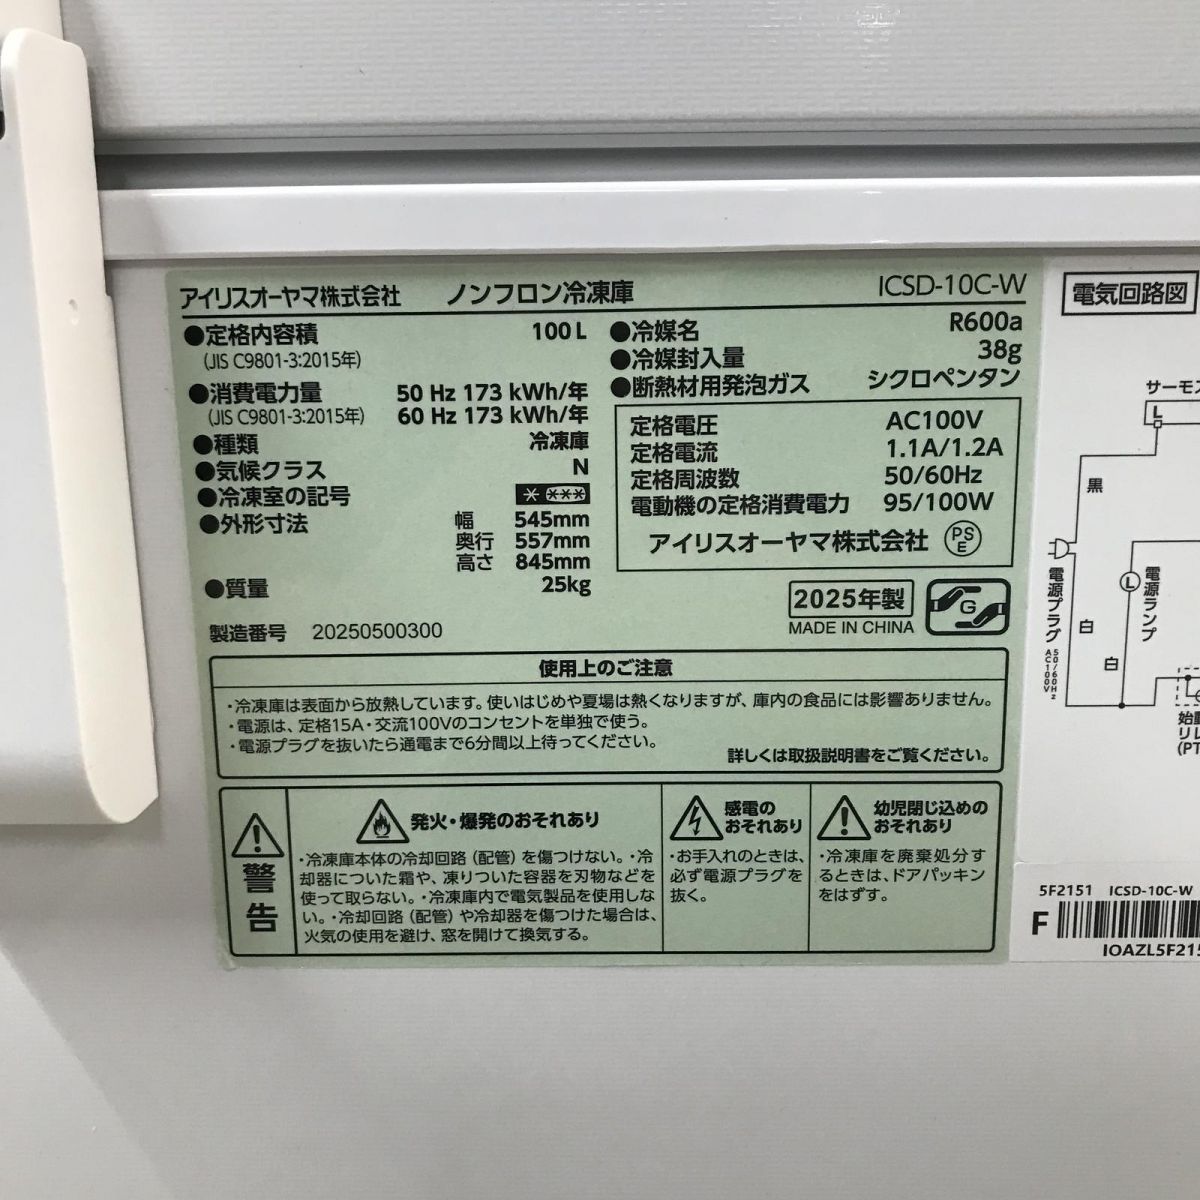 アイリスオーヤマ株式会社 ノンフロン冷凍庫 ICSD-10C-W
●定格内容積 100L
(JIS C9801-3:2015年)
●消費電力量 50 Hz 173 kWh/年
(JIS C9801-3:2015年) 60 Hz 173 kWh/年
●種類 冷凍庫
●気候クラス N
●冷凍室の記号
●外形寸法 幅 545mm
奥行 557mm
高さ 845mm
●質量 25kg
製造番号 20250500300
●冷媒名 R600a
●冷媒封入量 38g
●断熱材用発泡ガス シクロペンタン
定格電圧 AC100V
定格電流 1.1A/1.2A
定格周波数 50/60Hz
電動機の定格消費電力 95/100W
アイリスオーヤマ株式会社 PSE
2025年製
MADE IN CHINA
G
使用上のご注意
・冷凍庫は表面から放熱しています。使いはじめや夏場は熱くなりますが、庫内の食品には影響ありません。
・電源は、定格15A・交流100Vのコンセントを単独で使う。
・電源プラグを抜いたら通電まで6分間以上待ってください。
詳しくは取扱説明書をご覧ください。
警告
発火・爆発のおそれあり
・冷凍庫本体の冷却回路（配管）を傷つけない。・冷
却器についた霜や、凍りついた容器を刃物などを
使って取らない。・冷凍庫内で電気製品を使用しな
い。・冷却回路（配管）や冷却器を傷つけた場合は、
火気の使用を避け、窓を開けて換気する。
感電の
おそれあり
・お手入れのときは、
必ず電源プラグを
抜く。
幼児閉じ込めの
おそれあり
・冷凍庫を廃棄処分す
るときは、ドアパッキン
をはずす。
電気回路図
サーモス
L
黒
電源プラグ
50/60Hz
AC100V
白
白
L
電源ランプ
始動
リレ
(PT
5F2151 ICSD-10C-W
F
IOAZL5F215